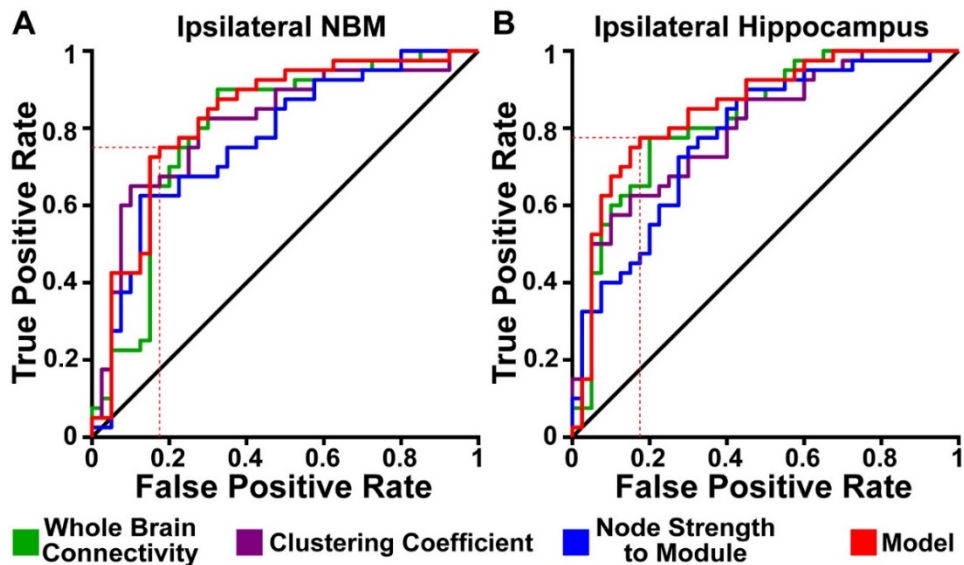 A
Ipsilateral NBM
True Positive Rate
1
0.8
0.6
0.4
0.2
0
0
0.2
0.4
0.6
0.8
1
False Positive Rate
B
Ipsilateral Hippocampus
True Positive Rate
1
0.8
0.6
0.4
0.2
0
0
0.2
0.4
0.6
0.8
1
False Positive Rate
Whole Brain
Connectivity
Clustering Coefficient
Node Strength
to Module
Model